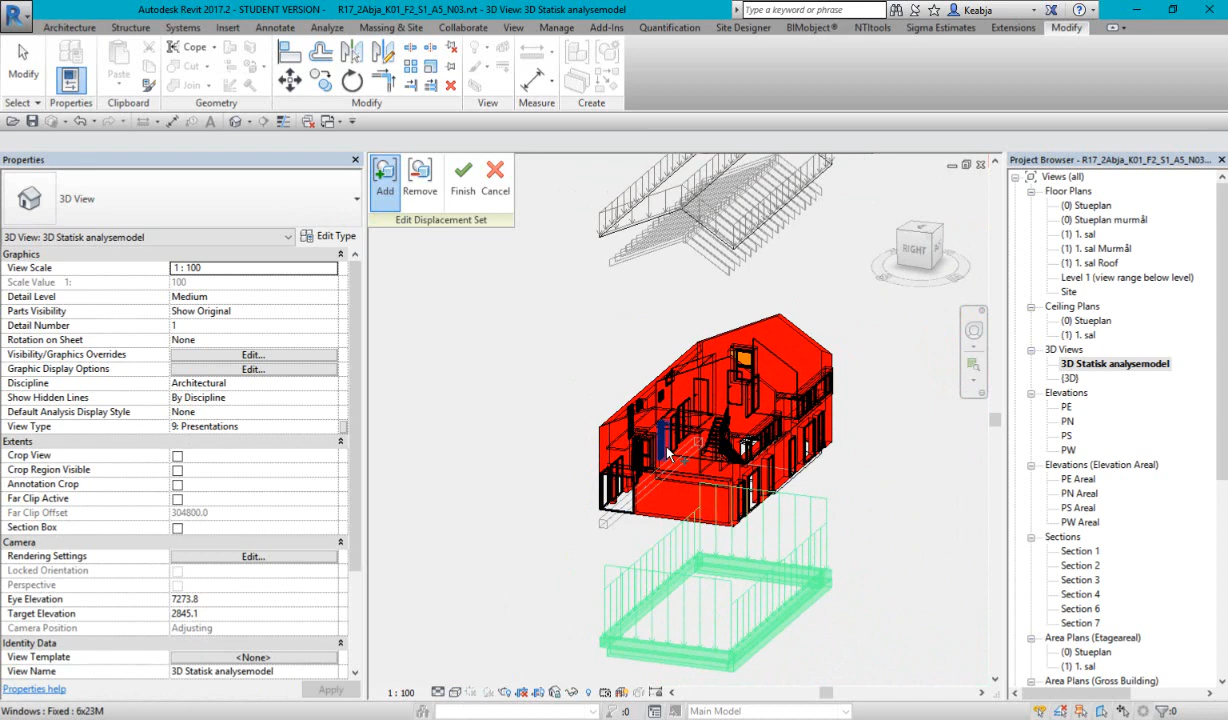 Autodesk Revit 2017.2 - STUDENT VERSION - R17_2Abja_K01_F2_S1_A5_N03.rvt - 3D View: 3D Statisk analysemodel
Type a keyword or phrase
Keabja
Architecture Structure Systems Insert Annotate Analyze Massing & Site Collaborate View Manage Add-Ins Quantification Site Designer BIMobject® NTItools Sigma Estimates Extensions Modify
Modify
Paste
Cope
Cut
Join
Select Properties Clipboard Geometry Modify View Measure Create
Properties
3D View
3D View: 3D Statisk analysemodel
Edit Type
Graphics
View Scale 1 : 100
Scale Value 1: 100
Detail Level Medium
Parts Visibility Show Original
Detail Number 1
Rotation on Sheet None
Visibility/Graphics Overrides Edit...
Graphic Display Options Edit...
Discipline Architectural
Show Hidden Lines By Discipline
Default Analysis Display Style None
View Type 9: Presentations
Extents
Crop View
Crop Region Visible
Annotation Crop
Far Clip Active
Far Clip Offset 304800.0
Section Box
Camera
Rendering Settings Edit...
Locked Orientation
Perspective
Eye Elevation 7273.8
Target Elevation 2845.1
Camera Position Adjusting
Identity Data
View Template <None>
View Name 3D Statisk analysemodel
Properties help
Apply
Add Remove Finish Cancel
Edit Displacement Set
RIGHT
1 : 100
Project Browser - R17_2Abja_K01_F2_S1_A5_N03...
Views (all)
Floor Plans
(0) Stueplan
(0) Stueplan murmål
(1) 1. sal
(1) 1. sal Murmål
(1) 1. sal Roof
Level 1 (view range below level)
Site
Ceiling Plans
(0) Stueplan
(1) 1. sal
3D Views
3D Statisk analysemodel
{3D}
Elevations
PE
PN
PS
PW
Elevations (Elevation Areal)
PE Areal
PN Areal
PS Areal
PW Areal
Sections
Section 1
Section 2
Section 3
Section 4
Section 6
Section 7
Area Plans (Etageareal)
(0) Stueplan
(1) 1. sal
Area Plans (Gross Building)
Windows : Fixed : 6x23M
:0
Main Model
:0